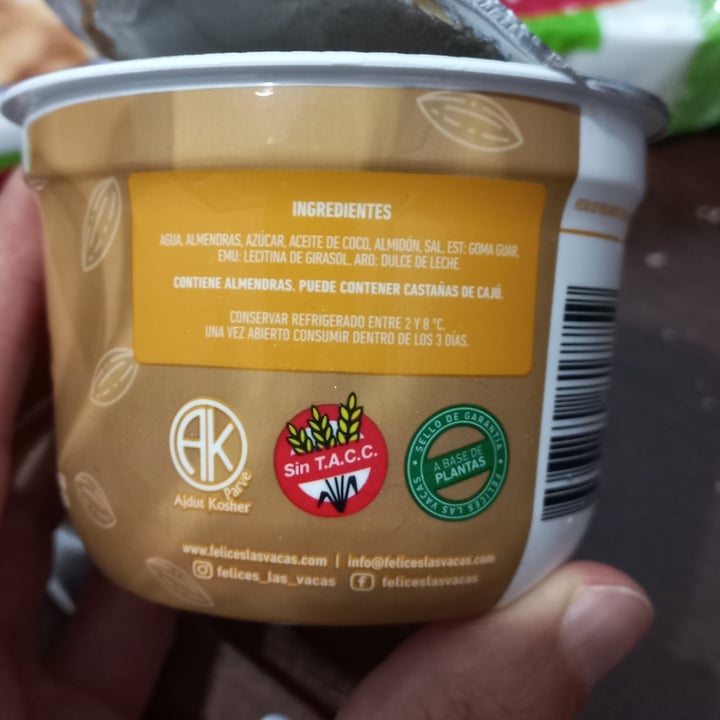 INGREDIENTES
AGUA, ALMENDRAS, AZÚCAR, ACEITE DE COCO, ALMIDÓN, SAL, EST: GOMA GUAR,
EMU: LECITINA DE GIRASOL, ARO: DULCE DE LECHE.
CONTIENE ALMENDRAS. PUEDE CONTENER CASTAÑAS DE CAJÚ.
CONSERVAR REFRIGERADO ENTRE 2 Y 8 °C.
UNA VEZ ABIERTO CONSUMIR DENTRO DE LOS 3 DÍAS.
AK
Parve
Ajdut Kosher
Sin T.A.C.C.
SELLO DE GARANTÍA
A BASE DE
PLANTAS
FELICES LAS VACAS
www.feliceslasvacas.com | info@feliceslasvacas.com
felices_las_vacas feliceslasvacas